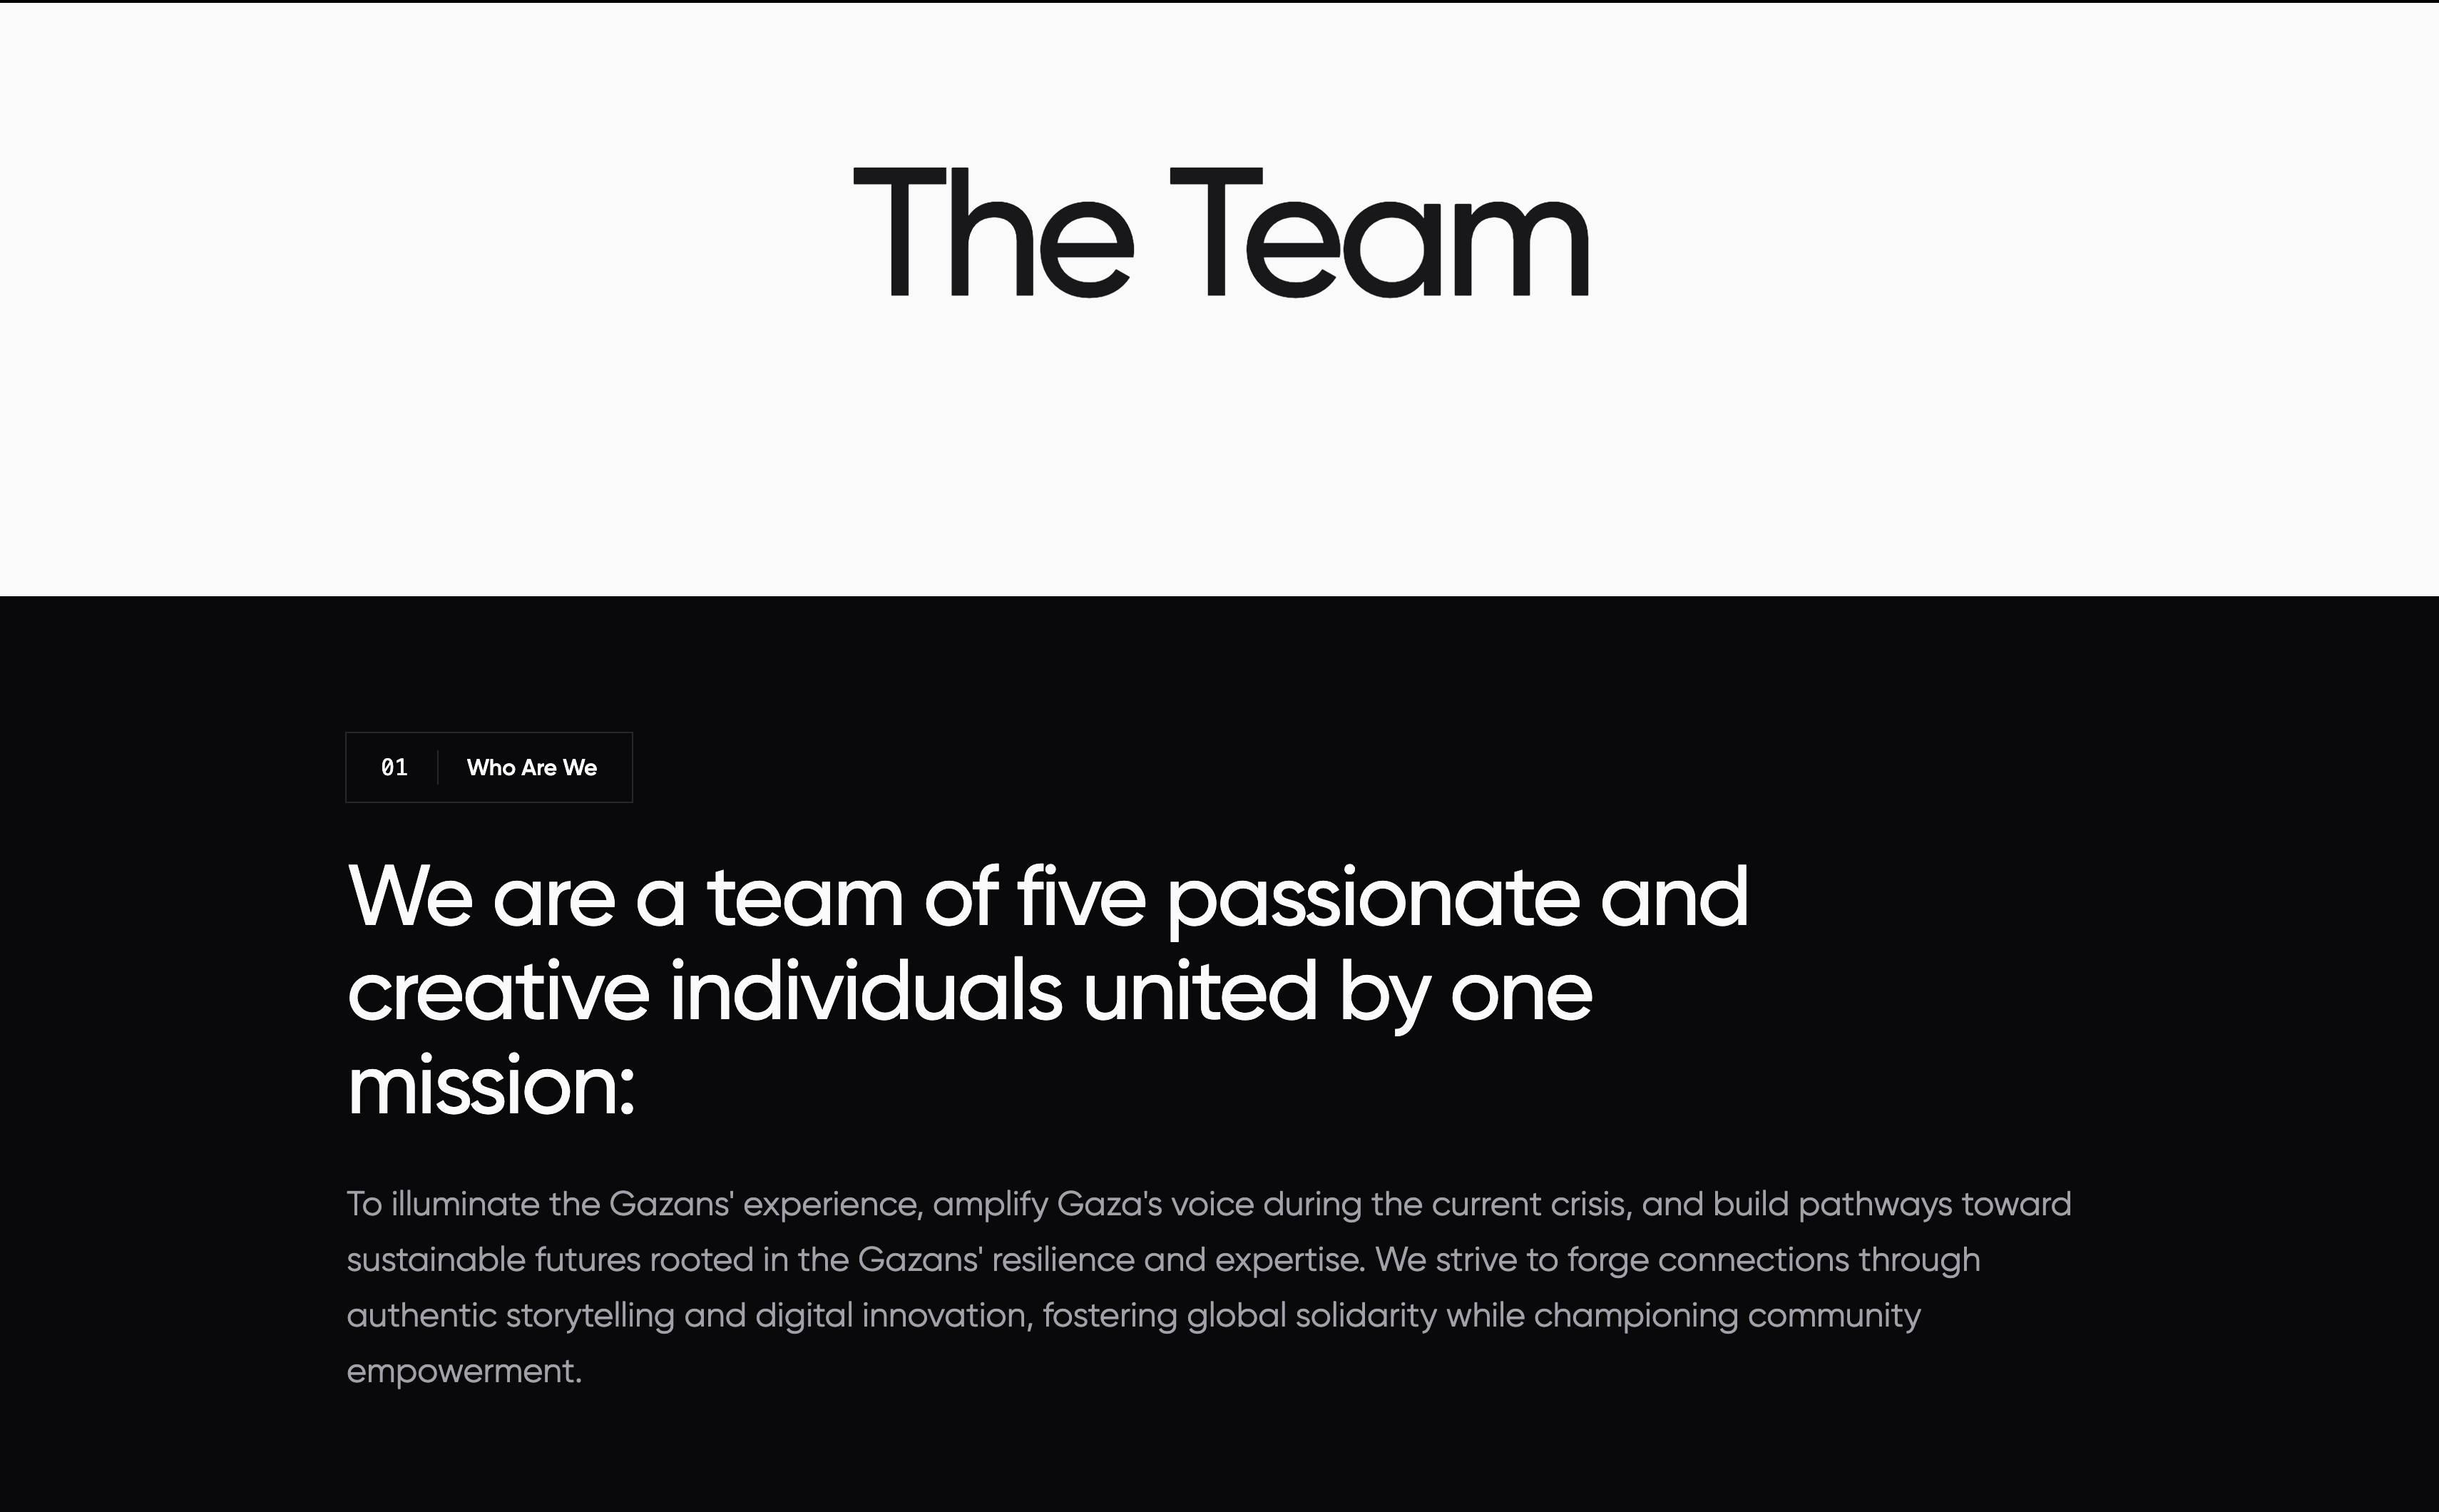 The Team
01 Who Are We
We are a team of five passionate and
creative individuals united by one
mission:
To illuminate the Gazans' experience, amplify Gaza's voice during the current crisis, and build pathways toward
sustainable futures rooted in the Gazans' resilience and expertise. We strive to forge connections through
authentic storytelling and digital innovation, fostering global solidarity while championing community
empowerment.